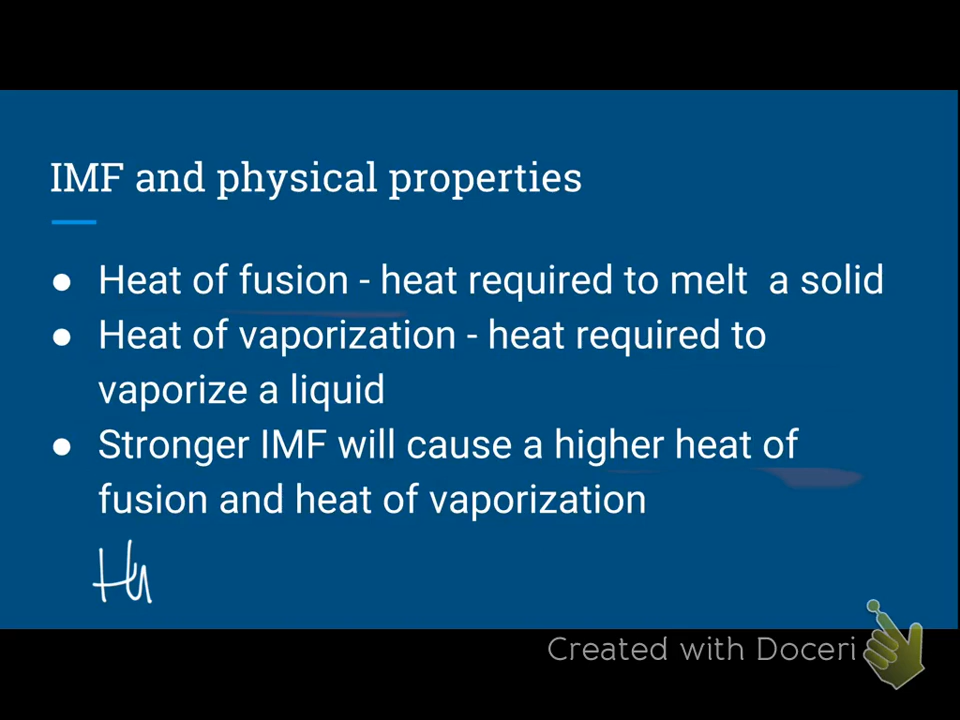 IMF and physical properties
● Heat of fusion - heat required to melt a solid
● Heat of vaporization - heat required to
vaporize a liquid
● Stronger IMF will cause a higher heat of
fusion and heat of vaporization
Created with Doceri